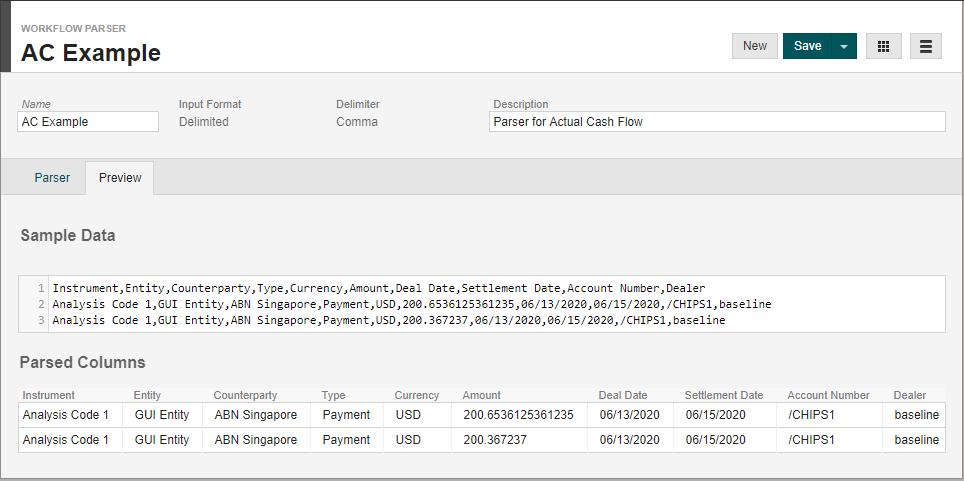 WORKFLOW PARSER
AC Example
New Save
Name Input Format Delimiter Description
AC Example Delimited Comma Parser for Actual Cash Flow
Parser Preview
Sample Data
1 Instrument,Entity,Counterparty,Type,Currency,Amount,Deal Date,Settlement Date,Account Number,Dealer
2 Analysis Code 1,GUI Entity,ABN Singapore,Payment,USD,200.6536125361235,06/13/2020,06/15/2020,/CHIPS1,baseline
3 Analysis Code 1,GUI Entity,ABN Singapore,Payment,USD,200.367237,06/13/2020,06/15/2020,/CHIPS1,baseline
Parsed Columns
Instrument Entity Counterparty Type Currency Amount Deal Date Settlement Date Account Number Dealer
Analysis Code 1 GUI Entity ABN Singapore Payment USD 200.6536125361235 06/13/2020 06/15/2020 /CHIPS1 baseline
Analysis Code 1 GUI Entity ABN Singapore Payment USD 200.367237 06/13/2020 06/15/2020 /CHIPS1 baseline